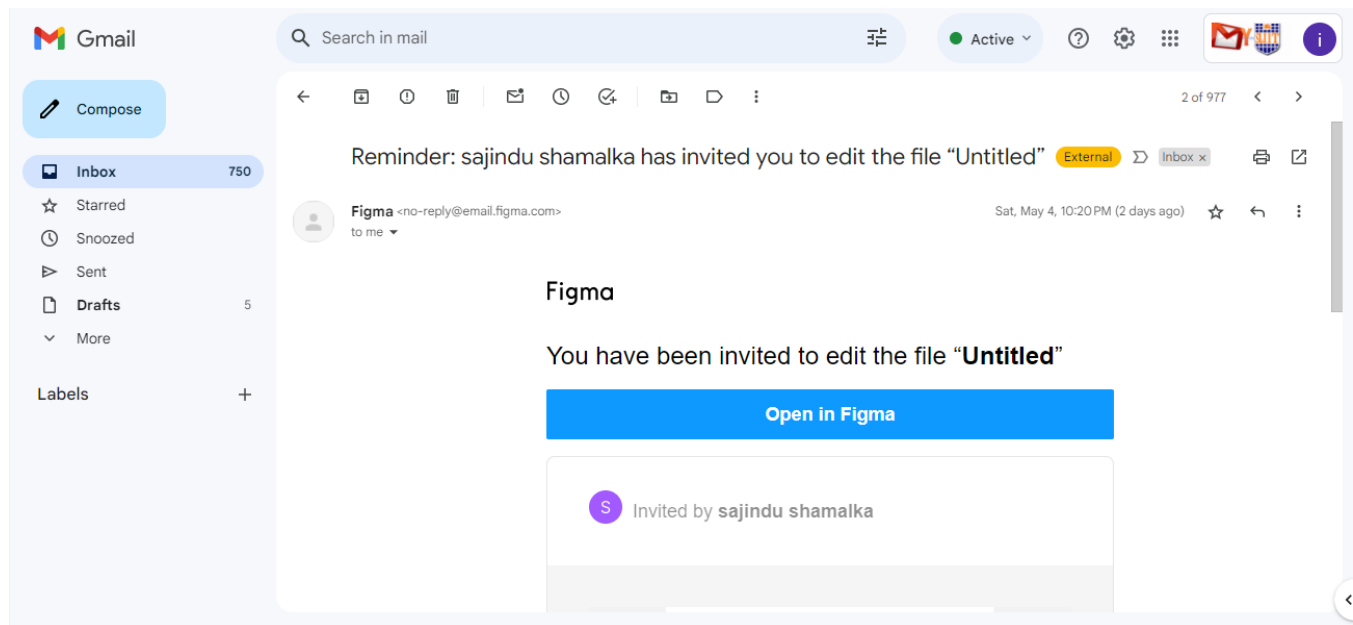 Gmail
Search in mail
Active
i
Compose
2 of 977
Inbox 750
Starred
Snoozed
Sent
Drafts 5
More
Labels
Reminder: sajindu shamalka has invited you to edit the file “Untitled” External Inbox x
Figma <no-reply@email.figma.com> Sat, May 4, 10:20 PM (2 days ago)
to me
Figma
You have been invited to edit the file “Untitled”
Open in Figma
S Invited by sajindu shamalka